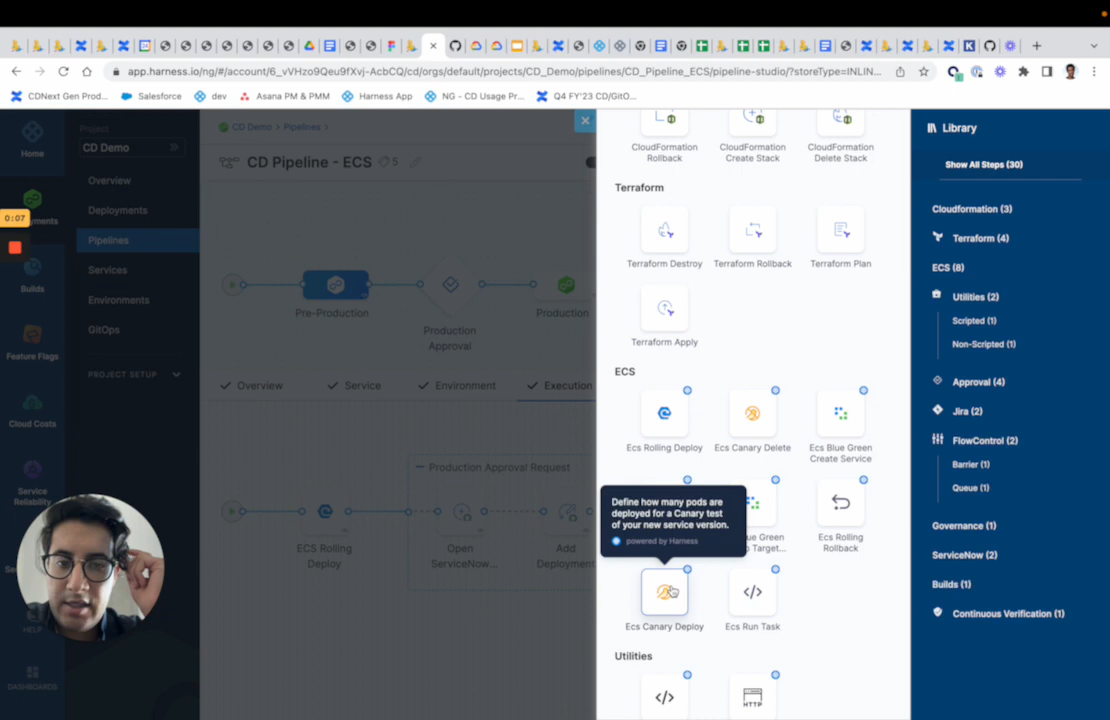 app.harness.io/ng/#/account/6_vVHzo9Qeu9fXvj-AcbCQ/cd/orgs/default/projects/CD_Demo/pipelines/CD_Pipeline_ECS/pipeline-studio/?storeType=INLIN...
CDNext Gen Prod...
Salesforce
dev
Asana PM & PMM
Harness App
NG - CD Usage Pr...
Q4 FY'23 CD/GitO...
Home
0:07
Builds
Feature Flags
Cloud Costs
Service
Reliability
HELP
DASHBOARDS
Project
CD Demo
Overview
Deployments
Pipelines
Services
Environments
GitOps
PROJECT SETUP
CD Demo > Pipelines >
CD Pipeline - ECS
5
Pre-Production
Production
Approval
Production
Overview
Service
Environment
Execution
Production Approval Request
ECS Rolling
Deploy
Open
ServiceNow...
Add
Deployment
CloudFormation
Rollback
CloudFormation
Create Stack
CloudFormation
Delete Stack
Terraform
Terraform Destroy
Terraform Rollback
Terraform Plan
Terraform Apply
ECS
Ecs Rolling Deploy
Ecs Canary Delete
Ecs Blue Green
Create Service
Define how many pods are
deployed for a Canary test
of your new service version.
powered by Harness
Target...
Ecs Rolling
Rollback
Ecs Canary Deploy
Ecs Run Task
Utilities
HTTP
Library
Show All Steps (30)
Cloudformation (3)
Terraform (4)
ECS (8)
Utilities (2)
Scripted (1)
Non-Scripted (1)
Approval (4)
Jira (2)
FlowControl (2)
Barrier (1)
Queue (1)
Governance (1)
ServiceNow (2)
Builds (1)
Continuous Verification (1)